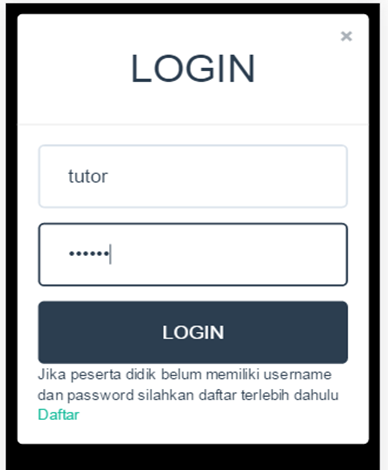 ×
LOGIN
tutor
••••••
LOGIN
Jika peserta didik belum memiliki username
dan password silahkan daftar terlebih dahulu
Daftar